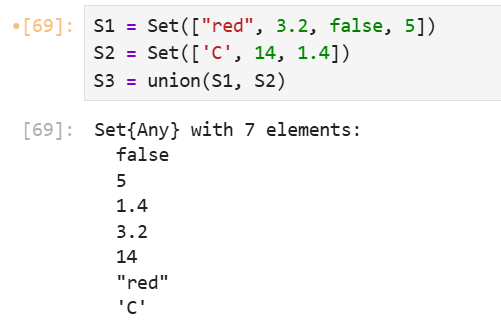 •[69]: S1 = Set(["red", 3.2, false, 5])
S2 = Set(['C', 14, 1.4])
S3 = union(S1, S2)
[69]: Set{Any} with 7 elements:
false
5
1.4
3.2
14
"red"
'C'